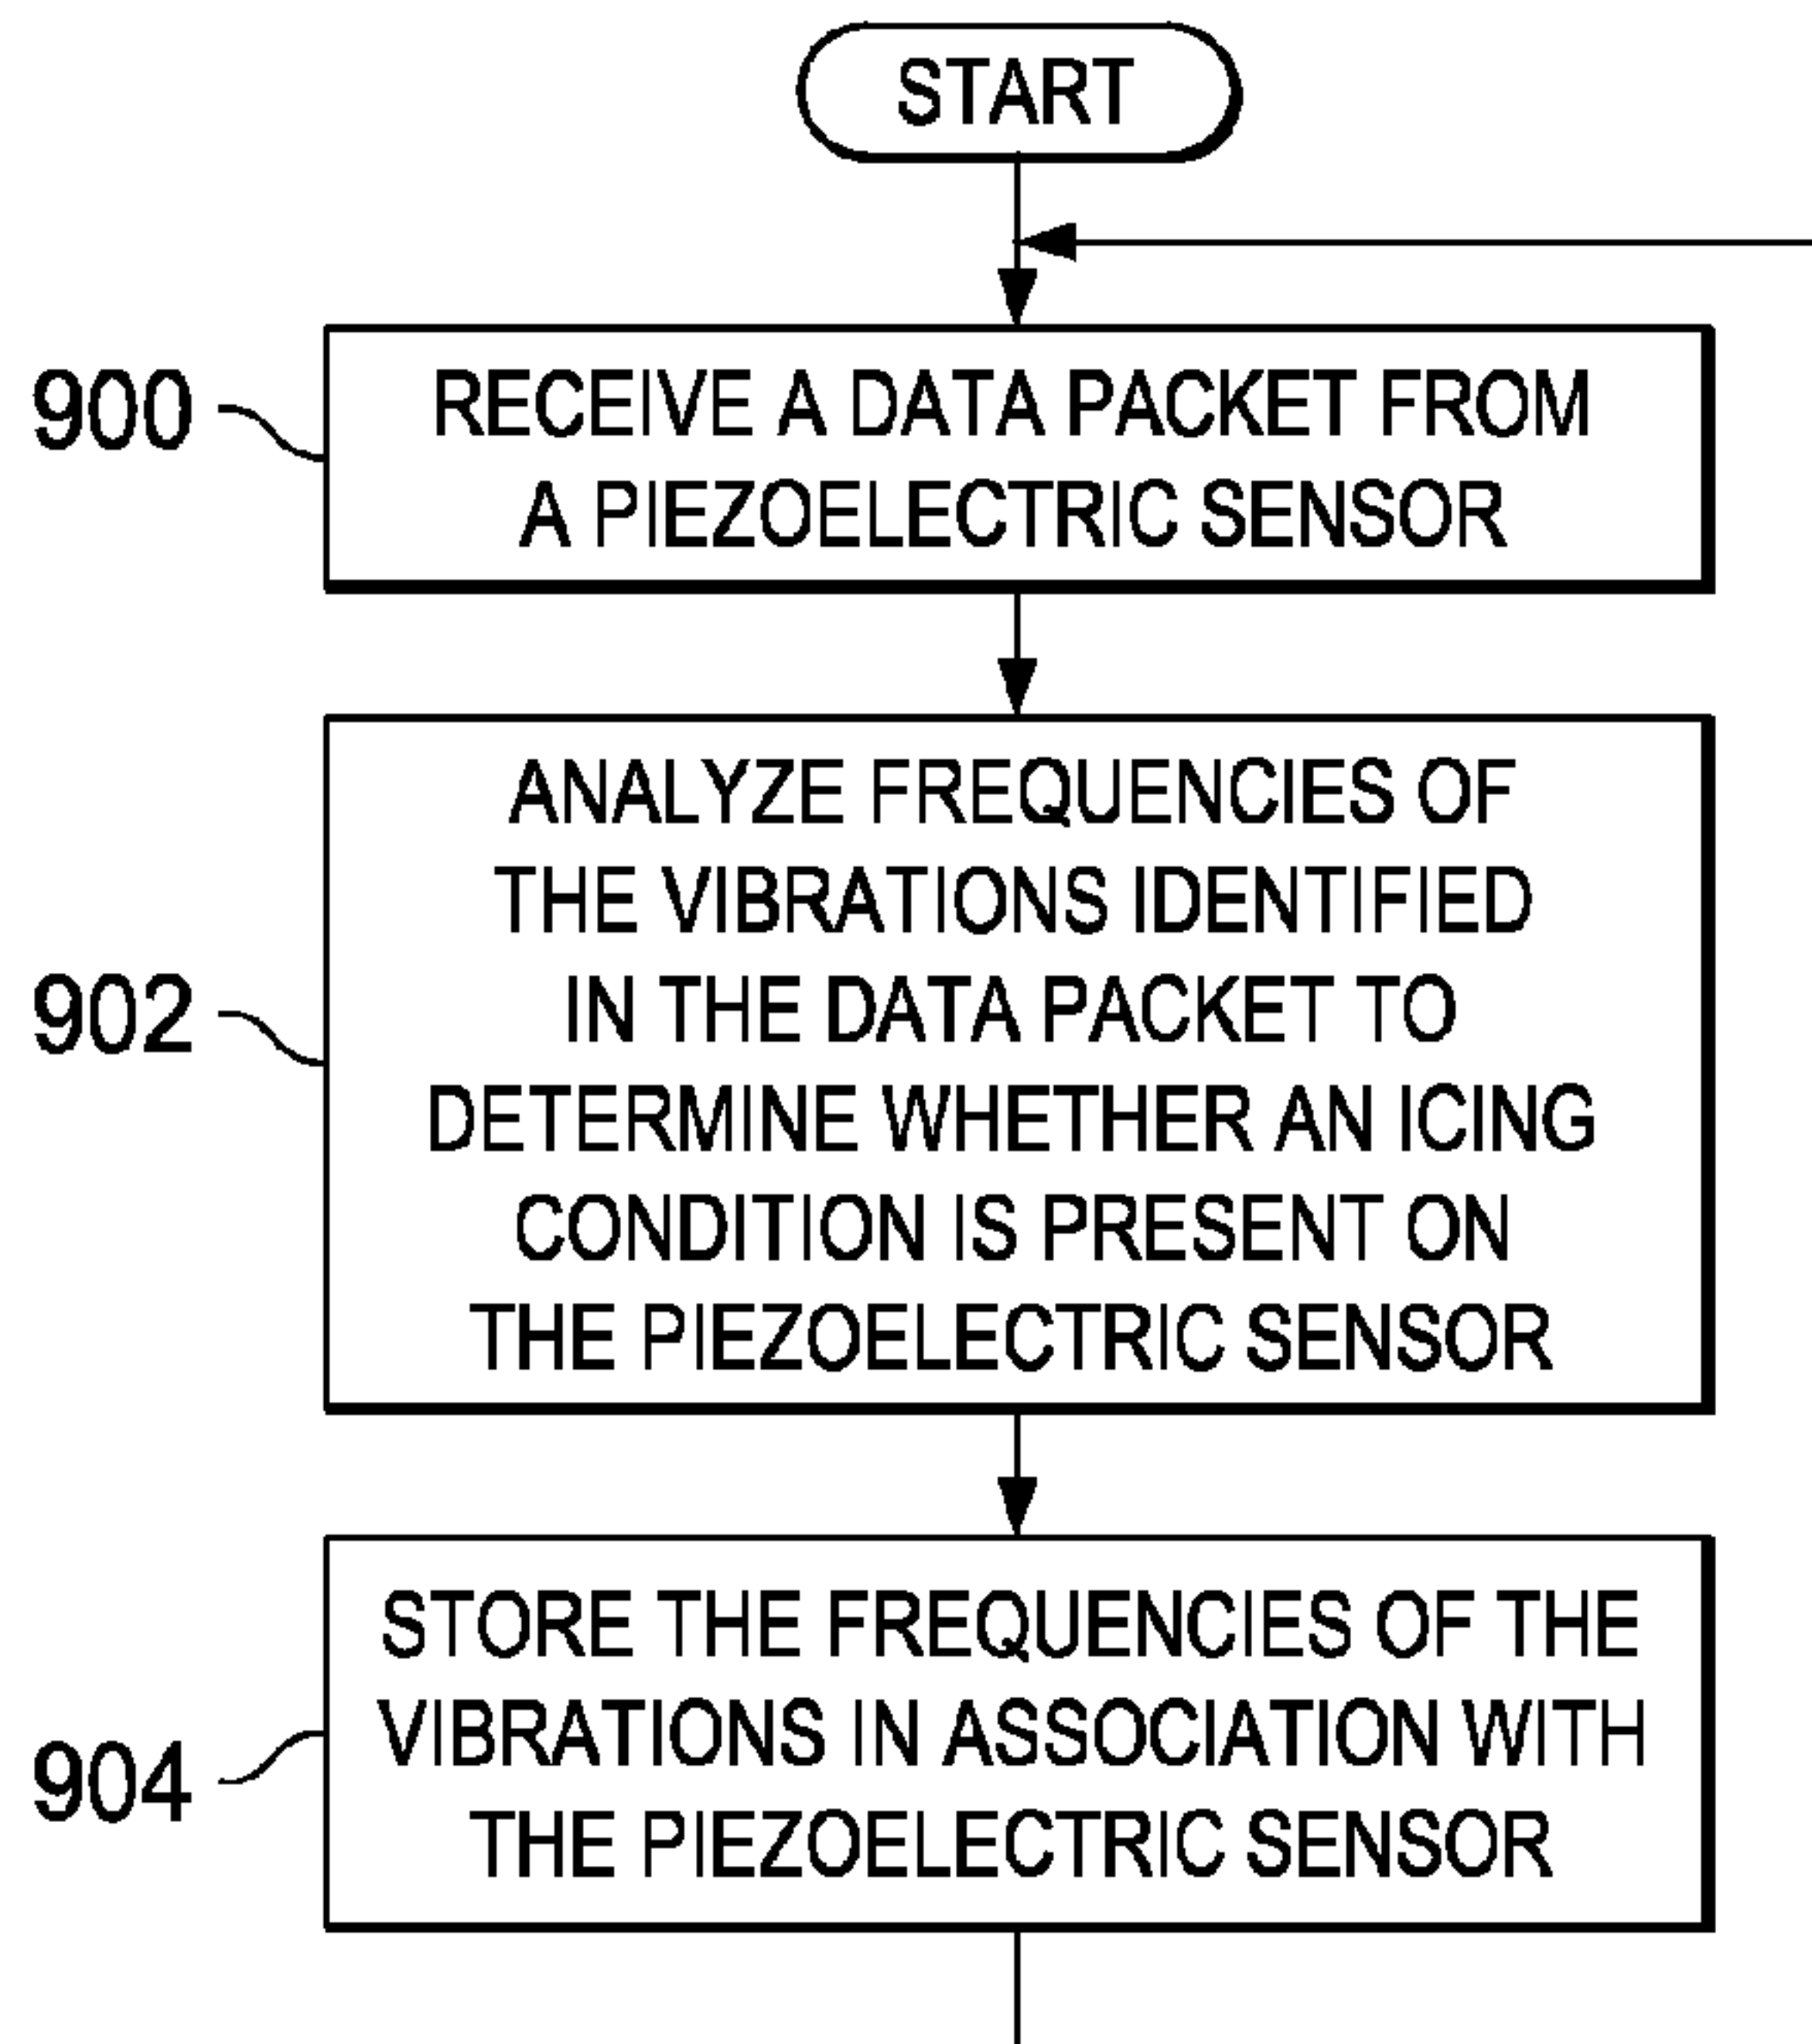 START
900
RECEIVE A DATA PACKET FROM
A PIEZOELECTRIC SENSOR
902
ANALYZE FREQUENCIES OF
THE VIBRATIONS IDENTIFIED
IN THE DATA PACKET TO
DETERMINE WHETHER AN ICING
CONDITION IS PRESENT ON
THE PIEZOELECTRIC SENSOR
904
STORE THE FREQUENCIES OF THE
VIBRATIONS IN ASSOCIATION WITH
THE PIEZOELECTRIC SENSOR